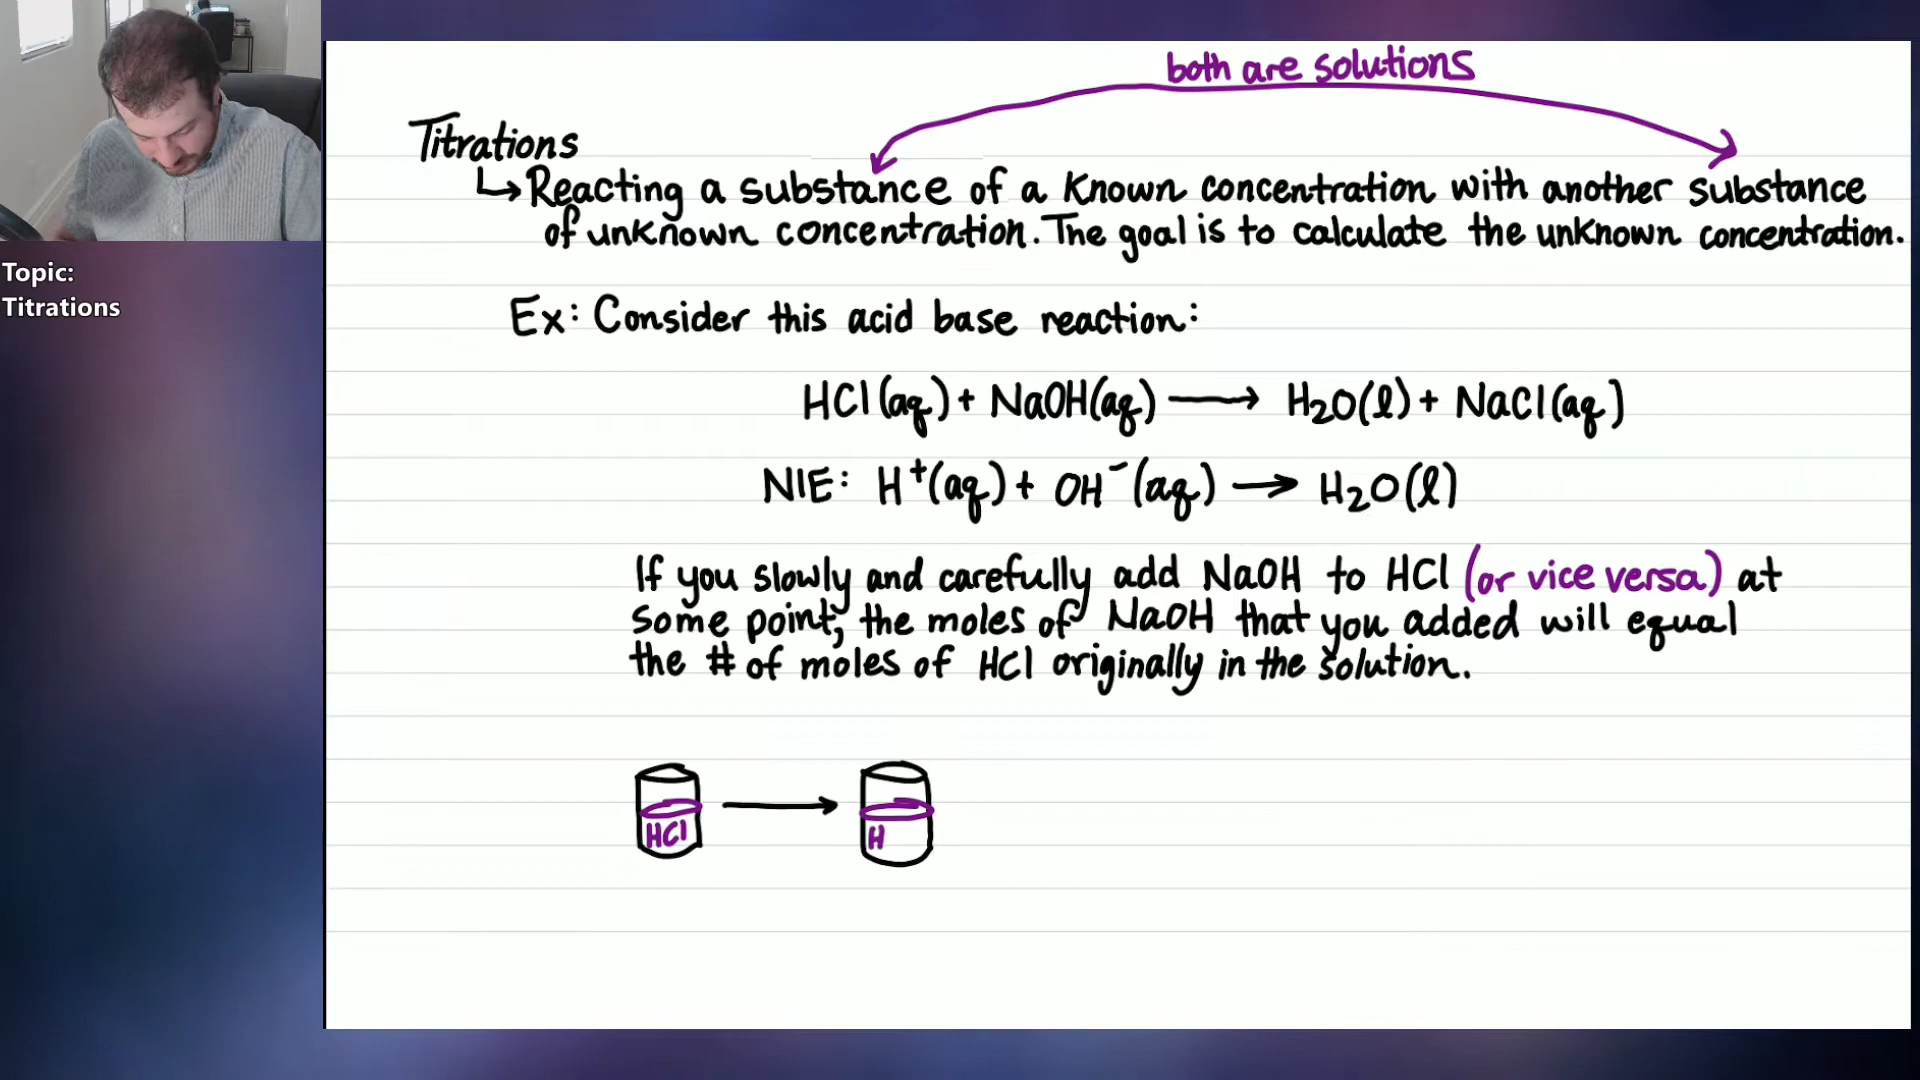 both are solutions
Titrations
↳Reacting a substance of a known concentration with another substance
of unknown concentration. The goal is to calculate the unknown concentration.
Topic:
Titrations
Ex: Consider this acid base reaction:
HCl(aq) + NaOH(aq) ⟶ H₂O(l) + NaCl(aq)
NIE: H⁺(aq) + OH⁻(aq) ⟶ H₂O(l)
If you slowly and carefully add NaOH to HCl (or vice versa) at
some point, the moles of NaOH that you added will equal
the # of moles of HCl originally in the solution.
HCl ⟶ H